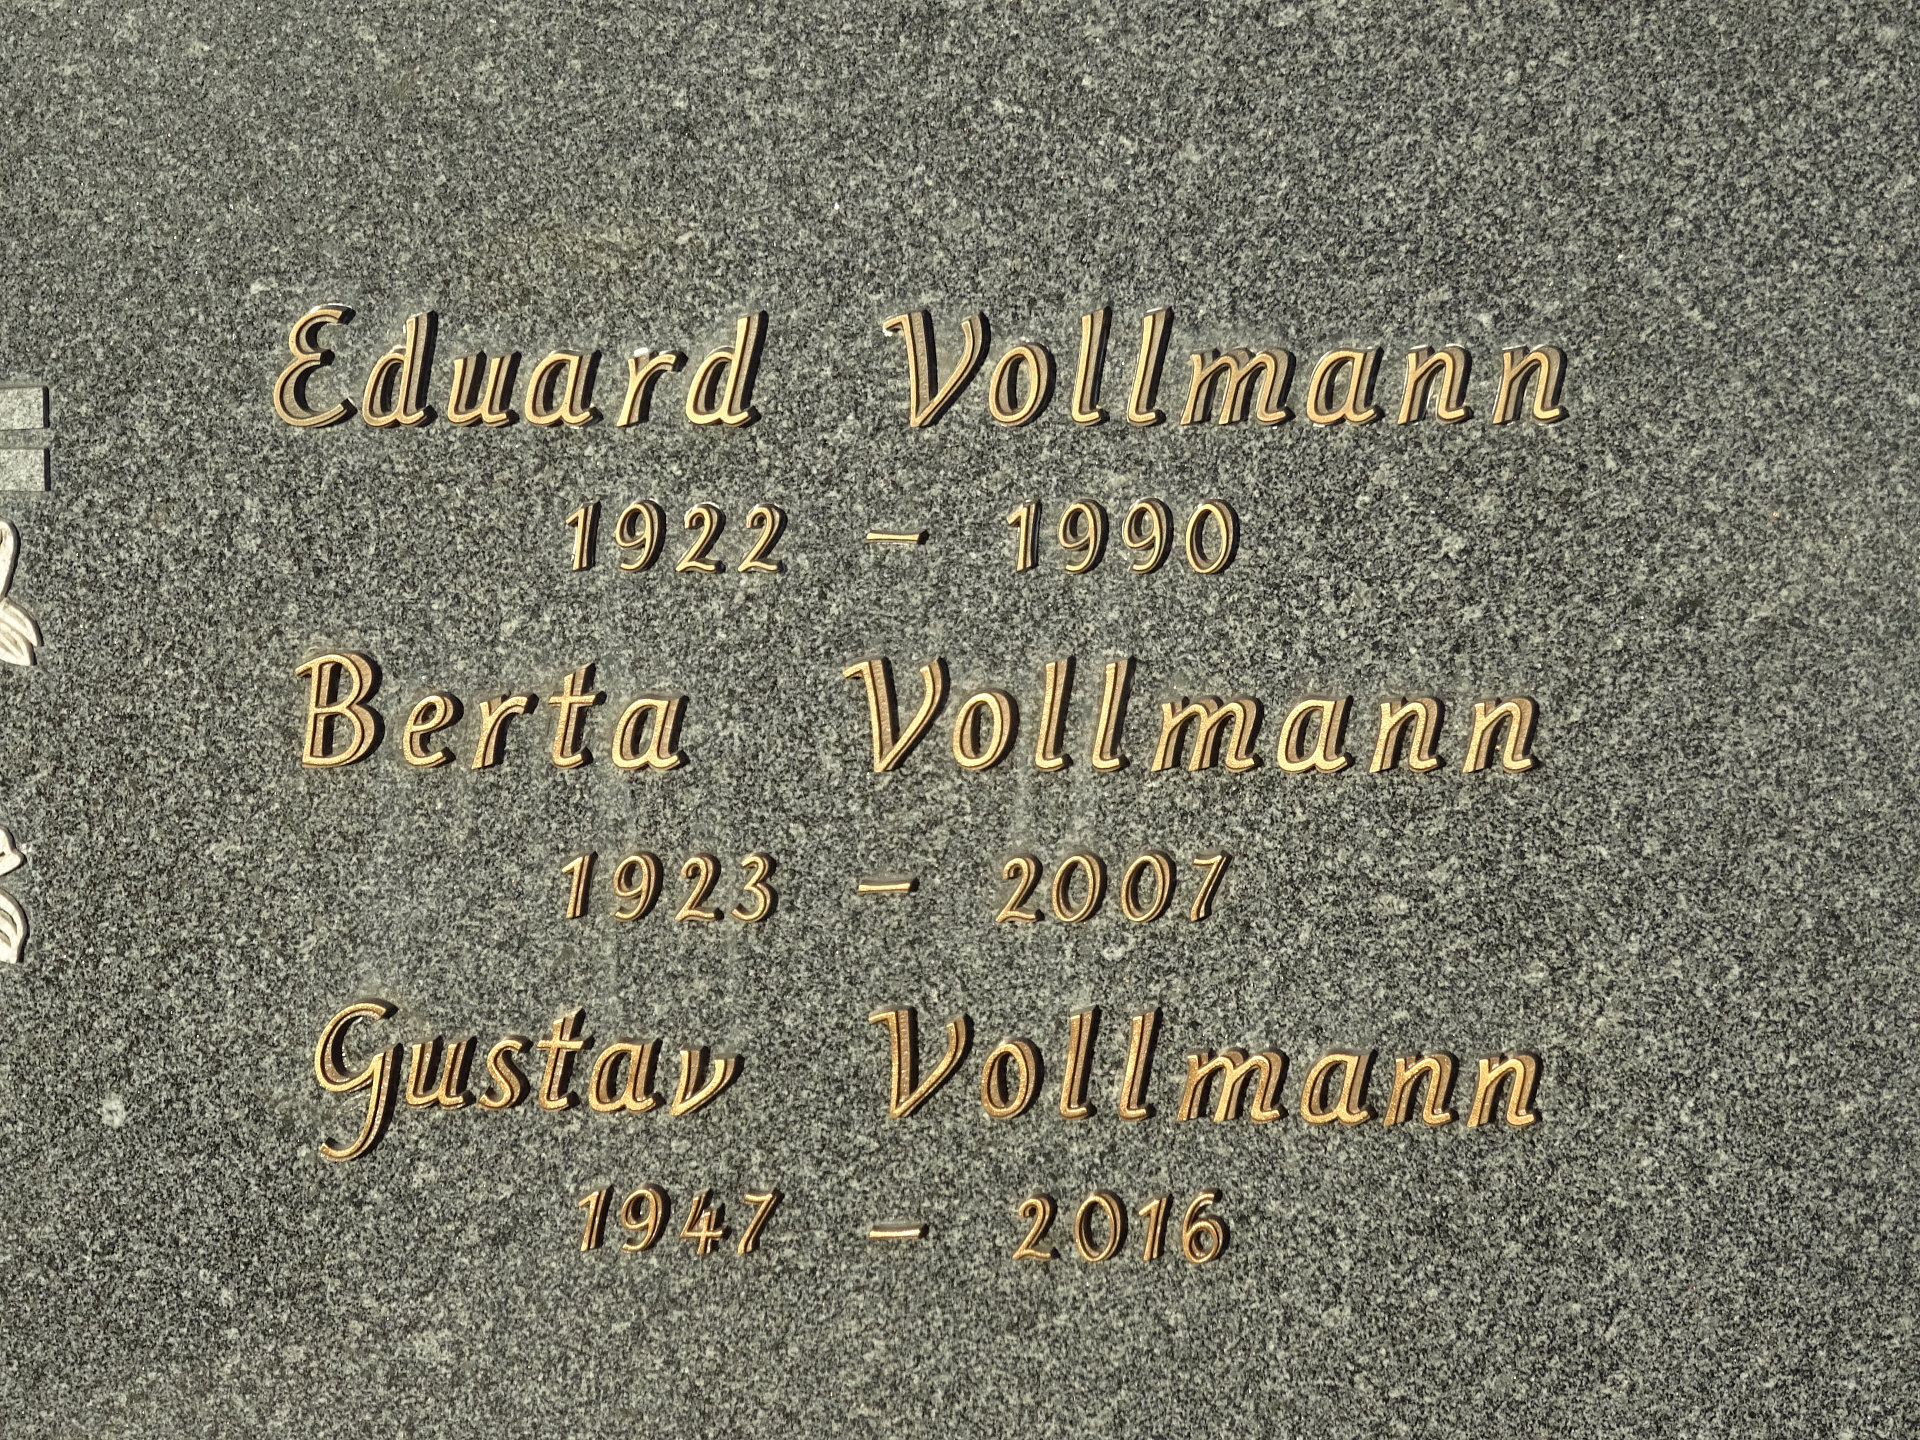 Eduard Vollmann
1922 – 1990
Berta Vollmann
1923 – 2007
Gustav Vollmann
1947 – 2016